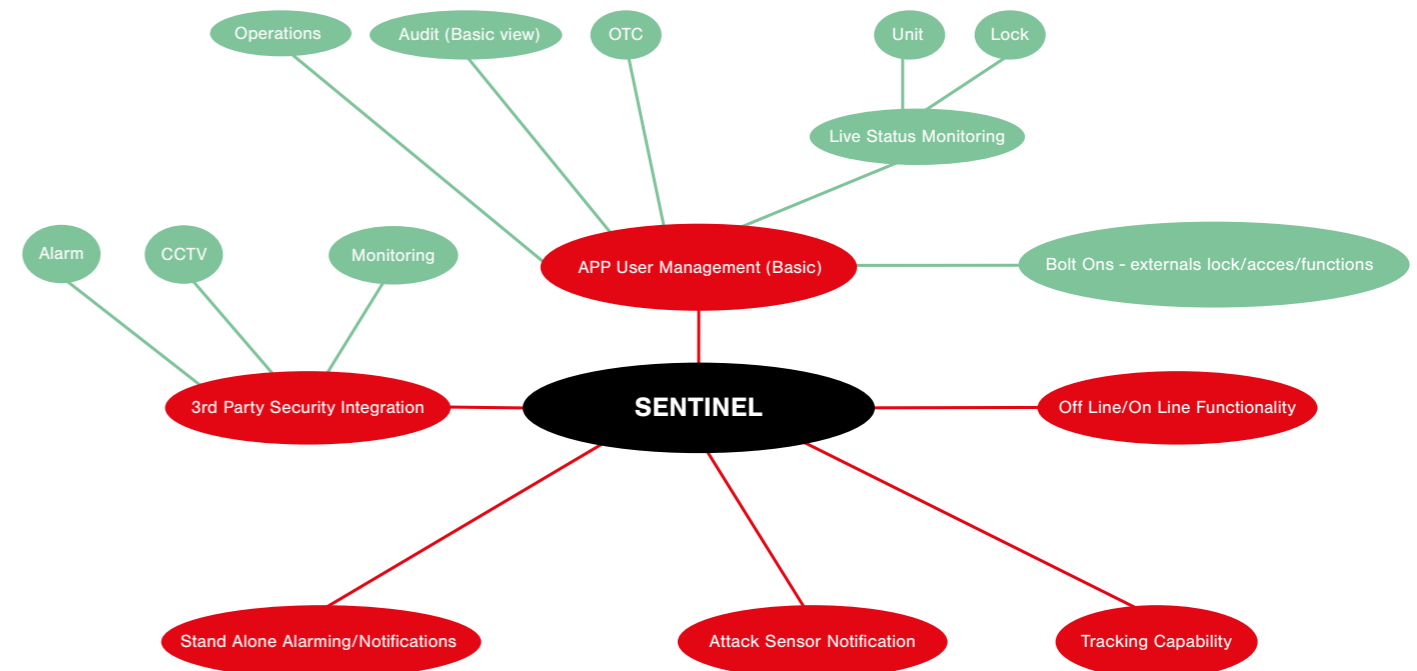 Operations
Audit (Basic view)
OTC
Unit
Lock
Live Status Monitoring
Alarm
CCTV
Monitoring
APP User Management (Basic)
Bolt Ons - externals lock/acces/functions
3rd Party Security Integration
SENTINEL
Off Line/On Line Functionality
Stand Alone Alarming/Notifications
Attack Sensor Notification
Tracking Capability